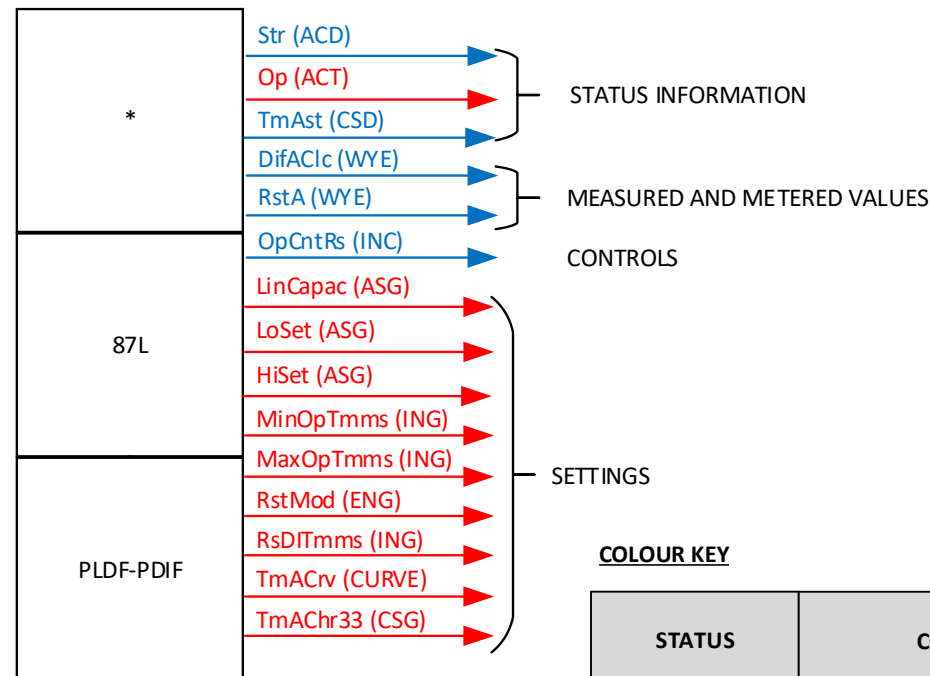 *
87L
PLDF-PDIF
Str (ACD)
Op (ACT)
TmAst (CSD)
DifAClc (WYE)
RstA (WYE)
OpCntRs (INC)
LinCapac (ASG)
LoSet (ASG)
HiSet (ASG)
MinOpTmms (ING)
MaxOpTmms (ING)
RstMod (ENG)
RsDlTmms (ING)
TmACrv (CURVE)
TmAChr33 (CSG)
STATUS INFORMATION
MEASURED AND METERED VALUES
CONTROLS
SETTINGS
COLOUR KEY
STATUS